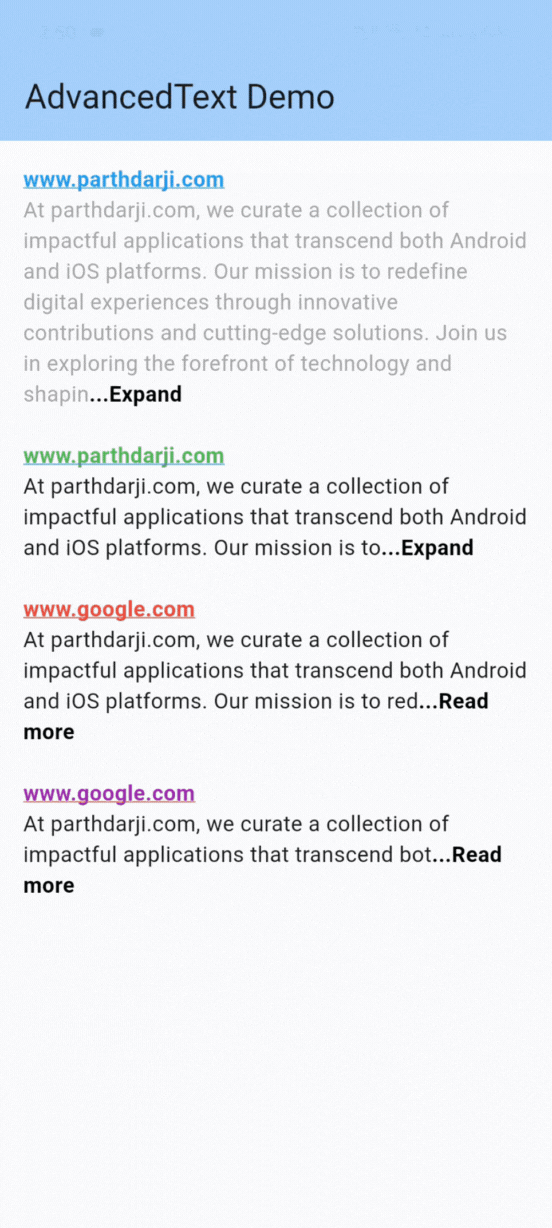 AdvancedText Demo
www.parthdarji.com
At parthdarji.com, we curate a collection of
impactful applications that transcend both Android
and iOS platforms. Our mission is to redefine
digital experiences through innovative
contributions and cutting-edge solutions. Join us
in exploring the forefront of technology and
shapin...Expand
www.parthdarji.com
At parthdarji.com, we curate a collection of
impactful applications that transcend both Android
and iOS platforms. Our mission is to...Expand
www.google.com
At parthdarji.com, we curate a collection of
impactful applications that transcend both Android
and iOS platforms. Our mission is to red...Read
more
www.google.com
At parthdarji.com, we curate a collection of
impactful applications that transcend bot...Read
more